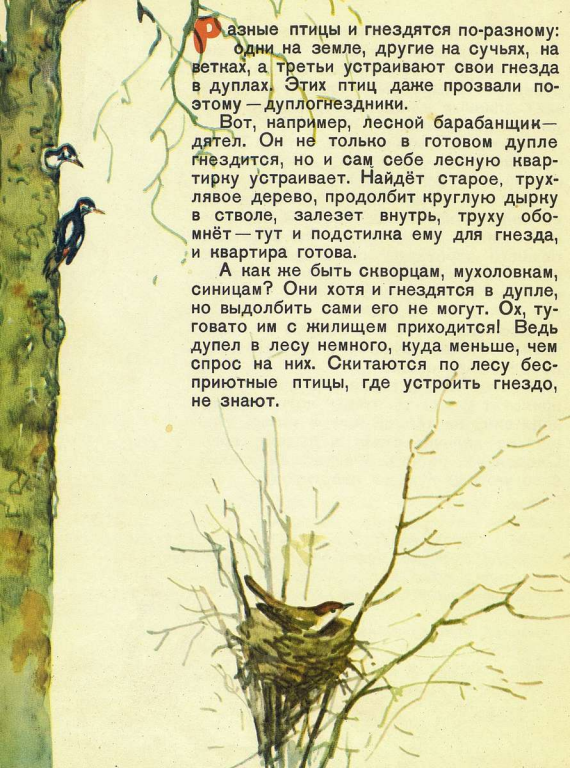 Разные птицы и гнездятся по-разному:
одни на земле, другие на сучьях, на
ветках, а третьи устраивают свои гнезда
в дуплах. Этих птиц даже прозвали по-
этому — дуплогнездники.
Вот, например, лесной барабанщик —
дятел. Он не только в готовом дупле
гнездится, но и сам себе лесную квар-
тирку устраивает. Найдёт старое, трух-
лявое дерево, продолбит круглую дырку
в стволе, залезет внутрь, труху обо-
мнёт — тут и подстилка ему для гнезда,
и квартира готова.
А как же быть скворцам, мухоловкам,
синицам? Они хотя и гнездятся в дупле,
но выдолбить сами его не могут. Ох, ту-
говато им с жилищем приходится! Ведь
дупел в лесу немного, куда меньше, чем
спрос на них. Скитаются по лесу бес-
приютные птицы, где устроить гнездо,
не знают.